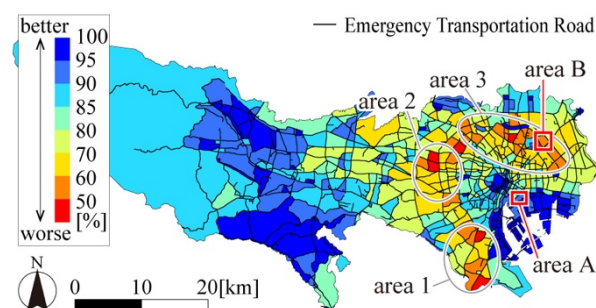 better
100
95
90
85
80
70
60
50
[%]
worse
— Emergency Transportation Road
area B
area 3
area 2
area 1
area A
N
0 10 20[km]